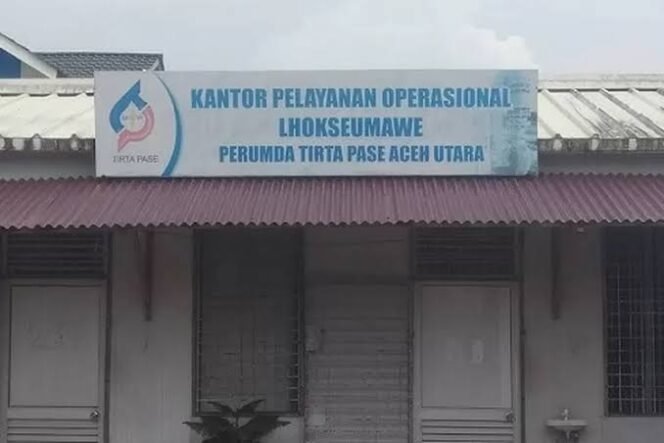 KANTOR PELAYANAN OPERASIONAL
LHOKSEUMAWE
PERUMDA TIRTA PASE ACEH UTARA
TIRTA PASE